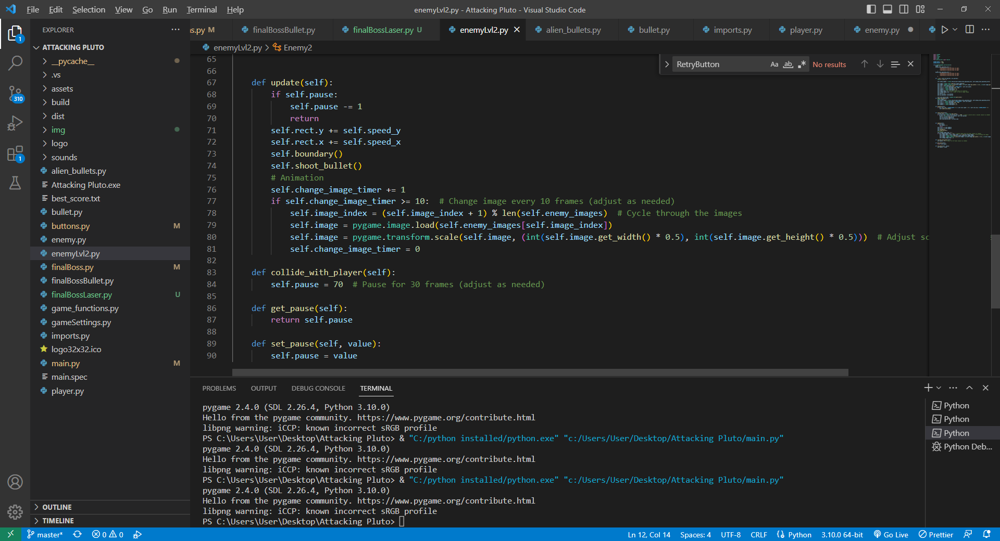 File Edit Selection View Go Run Terminal Help enemyLvl2.py - Attacking Pluto - Visual Studio Code
EXPLORER
1
ATTACKING PLUTO
__pycache__
.vs
assets
build
310
dist
img
logo
1
sounds
alien_bullets.py
Attacking Pluto.exe
best_score.txt
bullet.py
buttons.py M
enemy.py
enemyLvl2.py
finalBoss.py M
finalBossBullet.py
finalBossLaser.py U
game_functions.py
gameSettings.py
imports.py
logo32x32.ico
main.py M
main.spec
player.py
OUTLINE
TIMELINE
s.py M finalBossBullet.py finalBossLaser.py U enemyLvl2.py alien_bullets.py bullet.py imports.py player.py enemy.py
enemyLvl2.py > Enemy2
RetryButton Aa ab No results
65
66
67 def update(self):
68 if self.pause:
69 self.pause -= 1
70 return
71 self.rect.y += self.speed_y
72 self.rect.x += self.speed_x
73 self.boundary()
74 self.shoot_bullet()
75 # Animation
76 self.change_image_timer += 1
77 if self.change_image_timer >= 10: # Change image every 10 frames (adjust as needed)
78 self.image_index = (self.image_index + 1) % len(self.enemy_images) # Cycle through the images
79 self.image = pygame.image.load(self.enemy_images[self.image_index])
80 self.image = pygame.transform.scale(self.image, (int(self.image.get_width() * 0.5), int(self.image.get_height() * 0.5))) # Adjust sc
81 self.change_image_timer = 0
82
83 def collide_with_player(self):
84 self.pause = 70 # Pause for 30 frames (adjust as needed)
85
86 def get_pause(self):
87 return self.pause
88
89 def set_pause(self, value):
90 self.pause = value
PROBLEMS OUTPUT DEBUG CONSOLE TERMINAL
pygame 2.4.0 (SDL 2.26.4, Python 3.10.0)
Hello from the pygame community. https://www.pygame.org/contribute.html
libpng warning: iCCP: known incorrect sRGB profile
PS C:\Users\User\Desktop\Attacking Pluto> & "C:/python installed/python.exe" "c:/Users/User/Desktop/Attacking Pluto/main.py"
pygame 2.4.0 (SDL 2.26.4, Python 3.10.0)
Hello from the pygame community. https://www.pygame.org/contribute.html
libpng warning: iCCP: known incorrect sRGB profile
PS C:\Users\User\Desktop\Attacking Pluto> & "C:/python installed/python.exe" "c:/Users/User/Desktop/Attacking Pluto/main.py"
pygame 2.4.0 (SDL 2.26.4, Python 3.10.0)
Hello from the pygame community. https://www.pygame.org/contribute.html
libpng warning: iCCP: known incorrect sRGB profile
PS C:\Users\User\Desktop\Attacking Pluto>
Python
Python
Python
Python Deb...
master* 0 0 Ln 12, Col 14 Spaces: 4 UTF-8 CRLF Python 3.10.0 64-bit Go Live Prettier